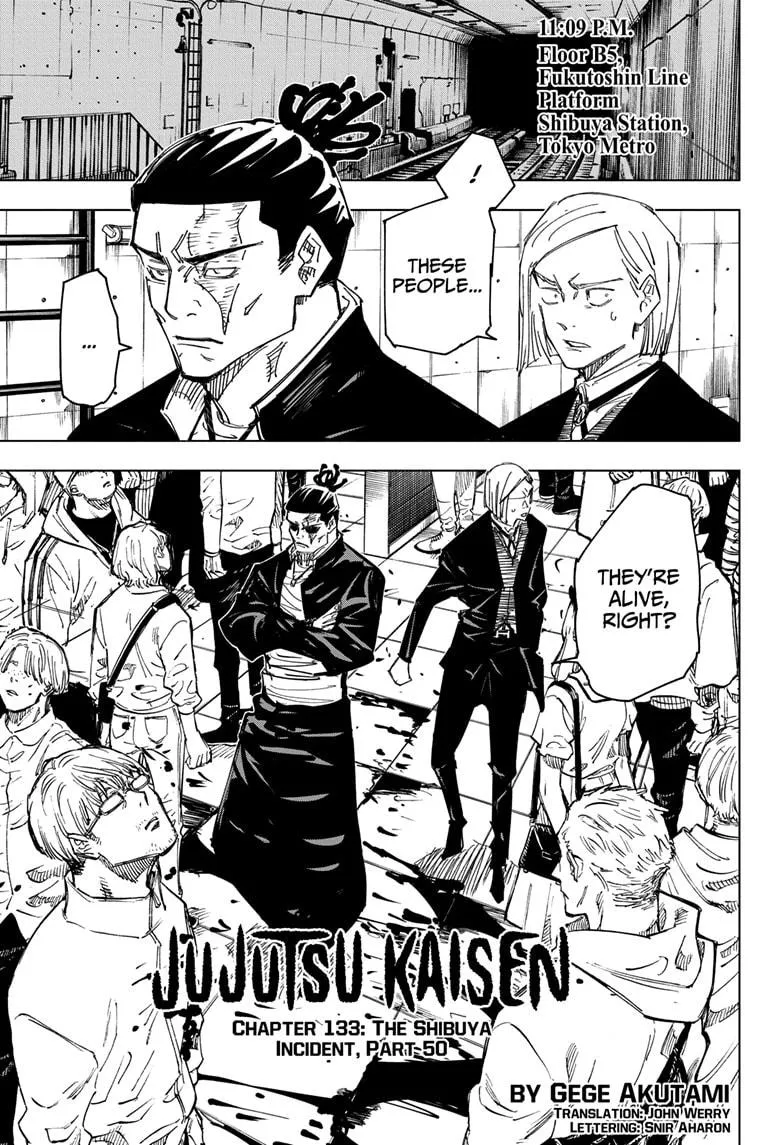 11:09 P.M.
Floor B5,
Fukutoshin Line
Platform
Shibuya Station,
Tokyo Metro
!
THESE
PEOPLE...
...
THEY'RE
ALIVE,
RIGHT?
JUJUTSU KAISEN
CHAPTER 133: THE SHIBUYA
INCIDENT, PART 50
BY GEGE AKUTAMI
TRANSLATION: JOHN WERRY
LETTERING: SNIR AHARON